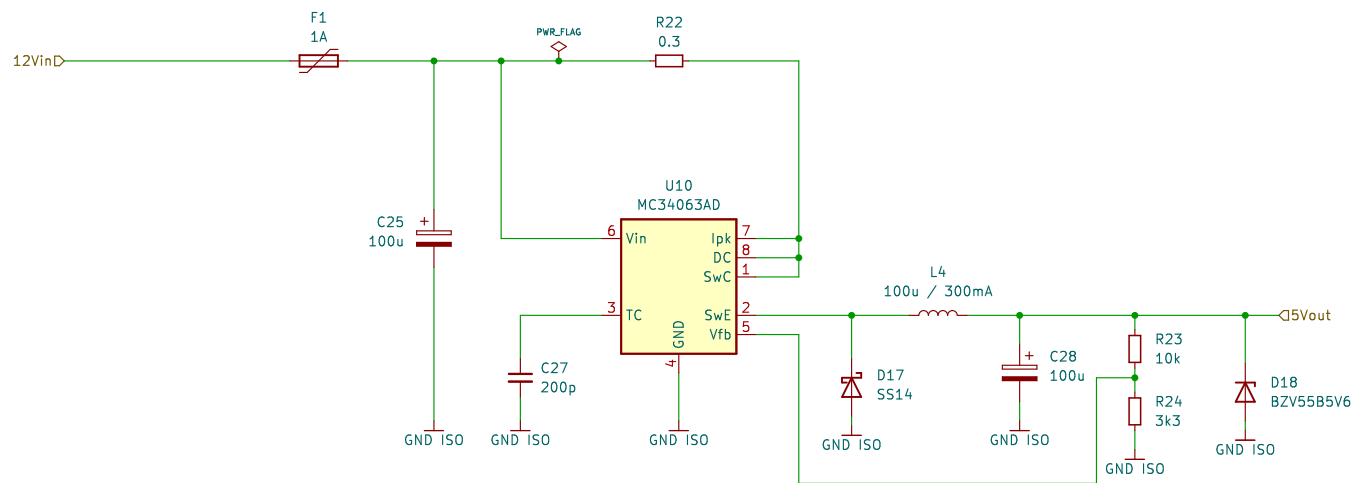 F1
1A
12Vin
PWR_FLAG
R22
0.3
U10
MC34063AD
C25
100u
6
Vin
Ipk
7
DC
8
SwC
1
3
TC
SwE
2
Vfb
5
GND
4
C27
200p
L4
100u / 300mA
5Vout
D17
SS14
C28
100u
R23
10k
R24
3k3
D18
BZV55B5V6
GND ISO
GND ISO
GND ISO
GND ISO
GND ISO
GND ISO
GND ISO